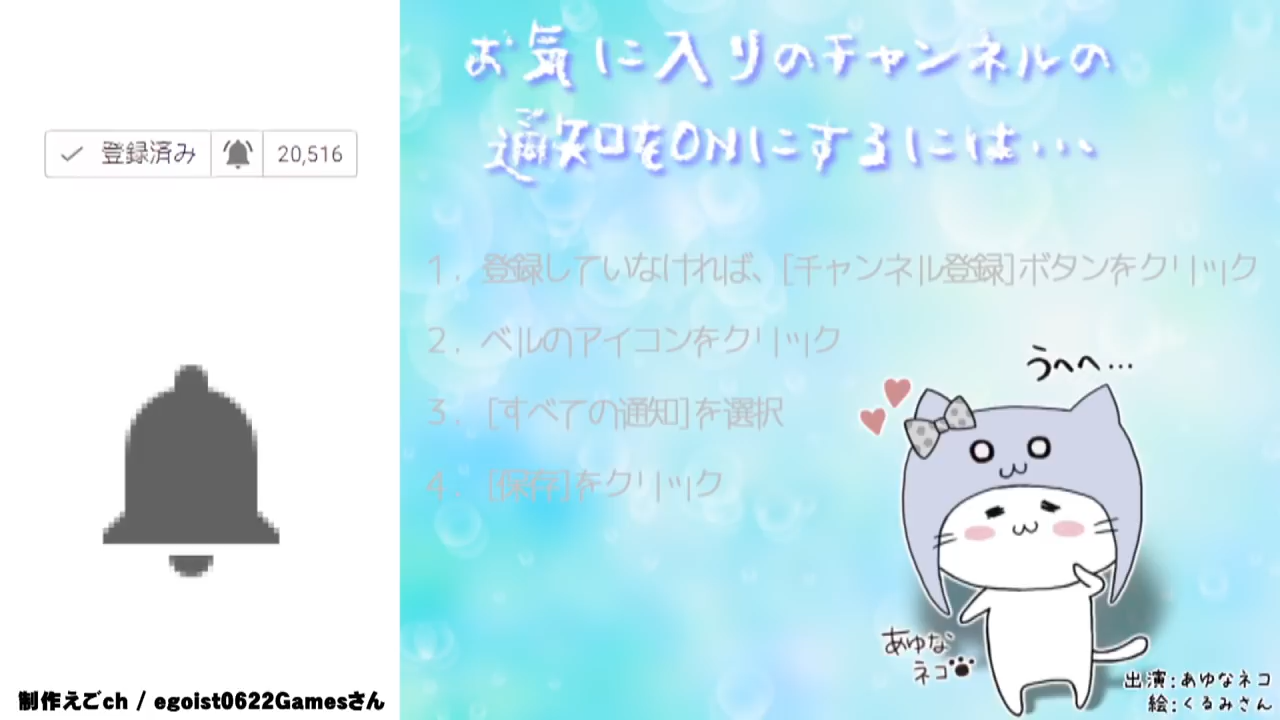 お気に入りのチャンネルの
通知をONにするには・・・
登録済み 20,516
1. 登録していなければ、[チャンネル登録]ボタンをクリック
2. ベルのアイコンをクリック
3. [すべての通知]を選択
4. [保存]をクリック
うへへ…
あゆな
ネコ
出演:あゆなネコ
絵:くるみさん
制作えごch / egoist0622Gamesさん